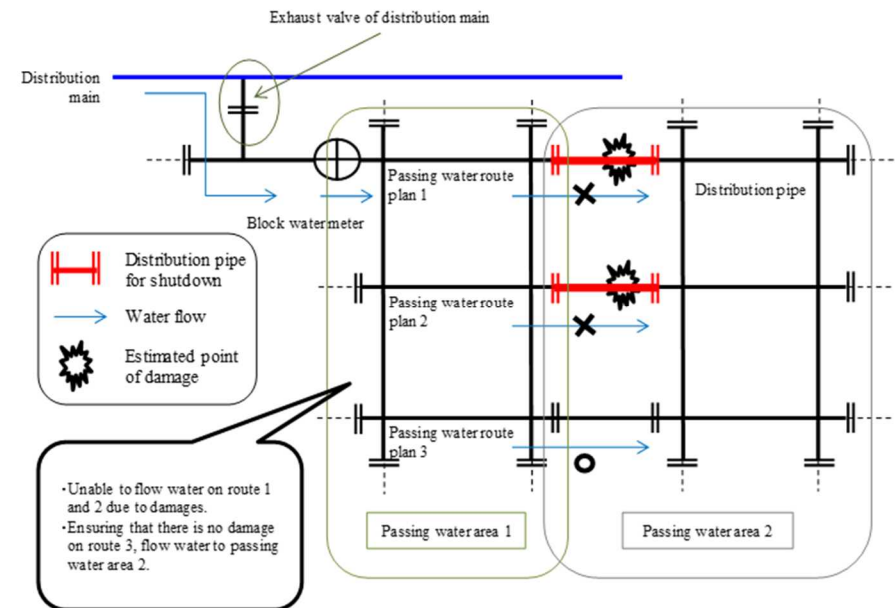 Exhaust valve of distribution main
Distribution
main
Passing water route
plan 1
Distribution pipe
Block watermeter
Distribution pipe
for shutdown
Water flow
Estimated point
of damage
Passing water route
plan 2
Passing water route
plan 3
・Unable to flow water on route 1
and 2 due to damages.
・Ensuring that there is no damage
on route 3, flow water to passing
water area 2.
Passing water area 1
Passing water area 2